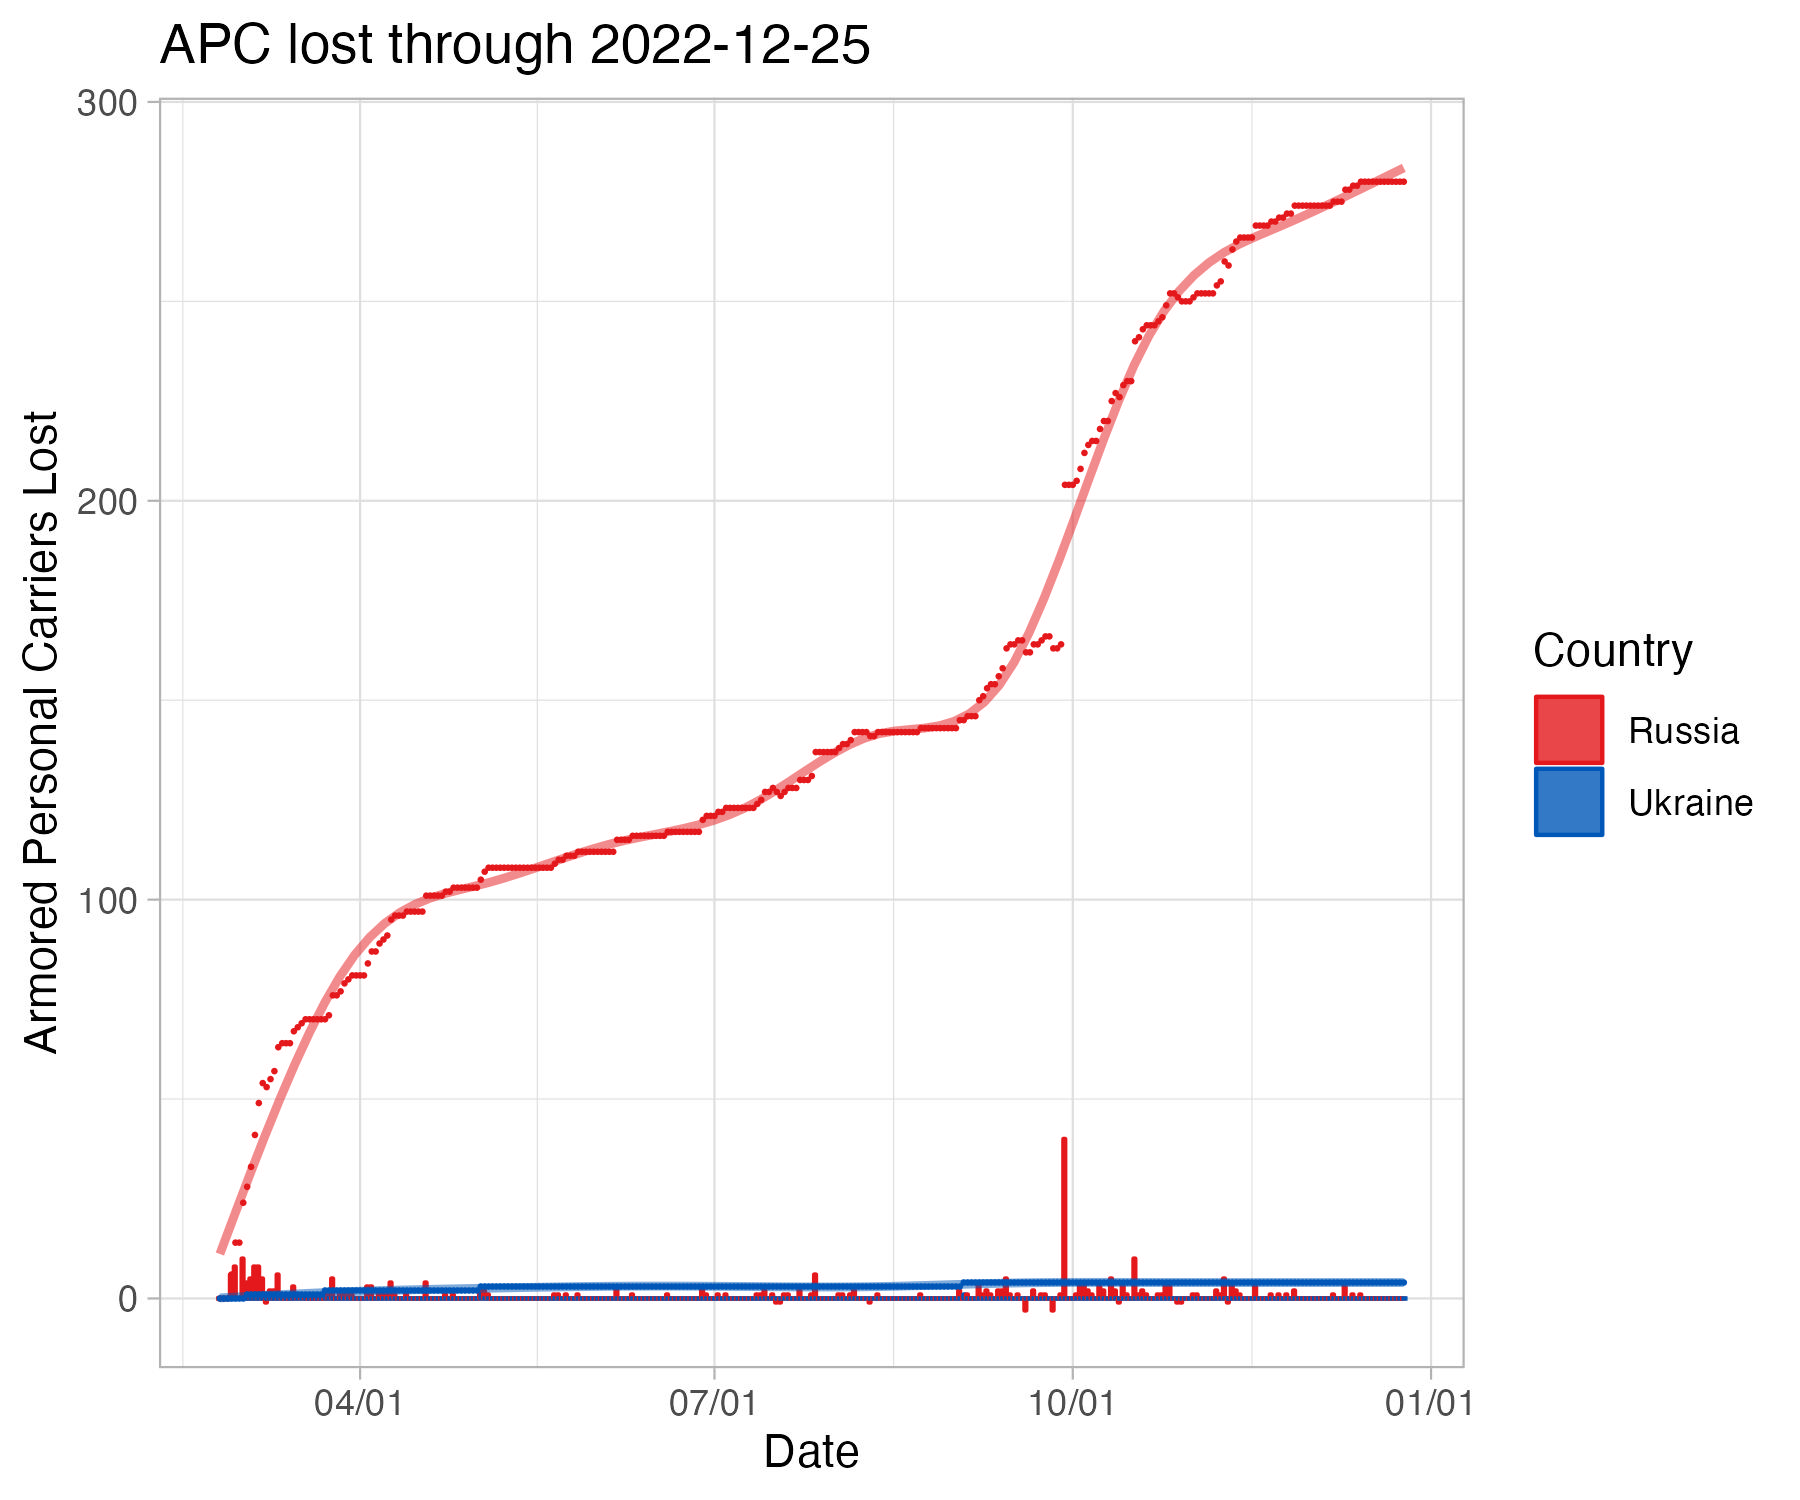 APC lost through 2022-12-25
Armored Personal Carriers Lost
300
200
100
0
04/01
07/01
10/01
01/01
Date
Country
Russia
Ukraine